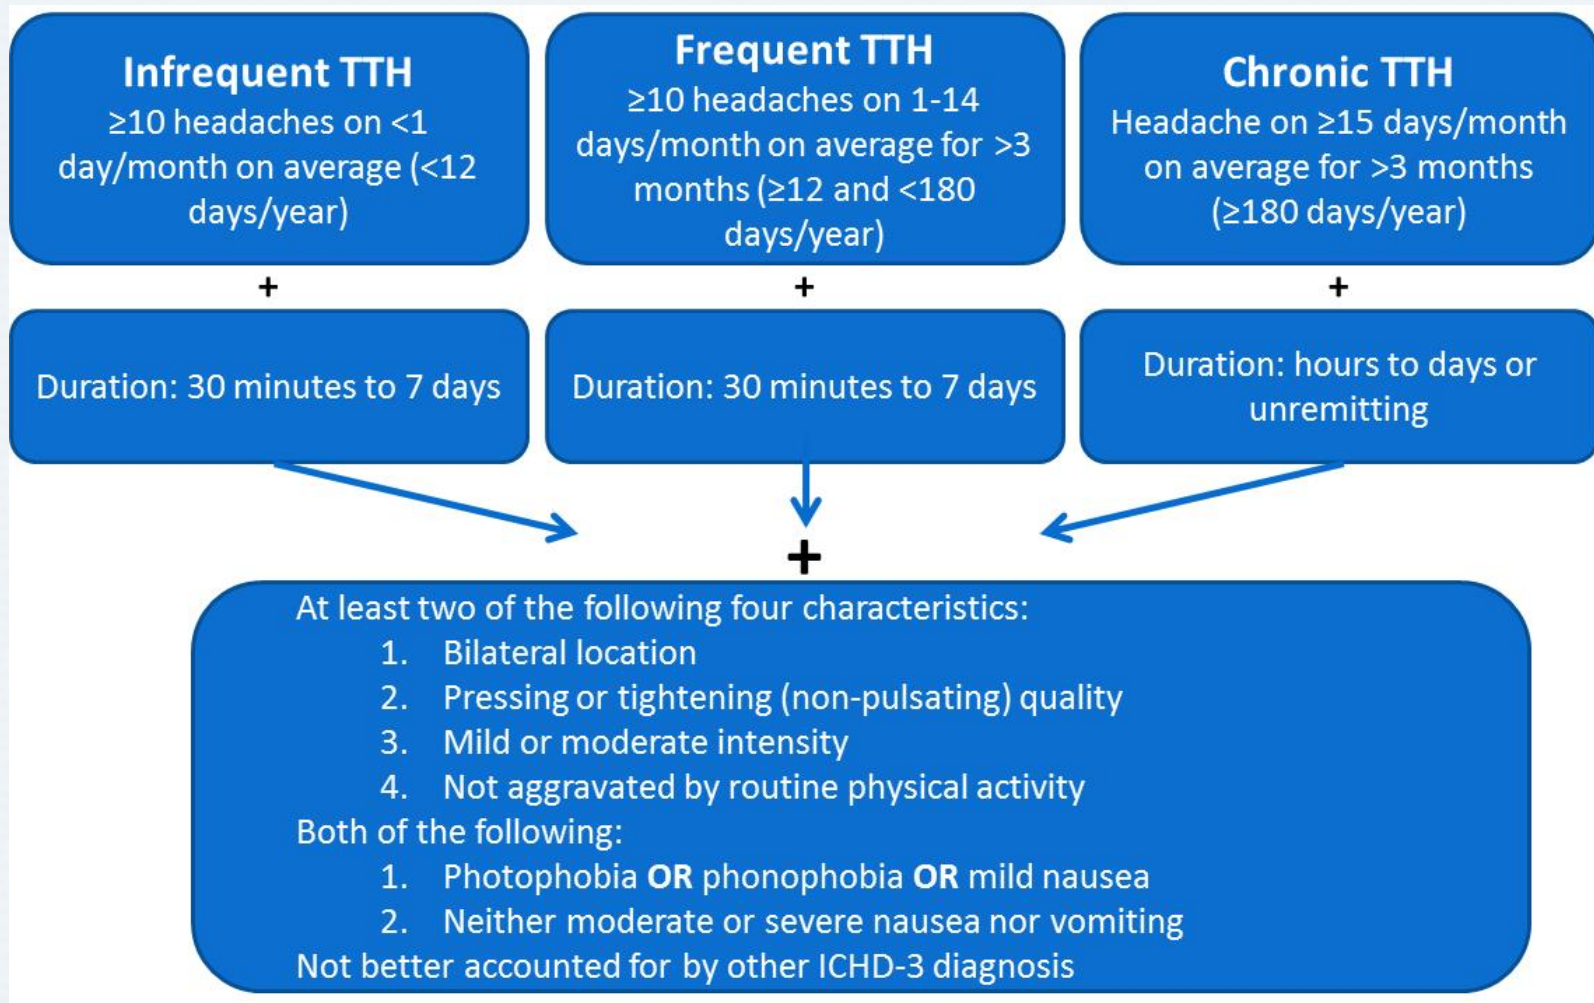 Infrequent TTH
≥10 headaches on <1
day/month on average (<12
days/year)
Frequent TTH
≥10 headaches on 1-14
days/month on average for >3
months (≥12 and <180
days/year)
Chronic TTH
Headache on ≥15 days/month
on average for >3 months
(≥180 days/year)
+
+
+
Duration: 30 minutes to 7 days
Duration: 30 minutes to 7 days
Duration: hours to days or
unremitting
+
At least two of the following four characteristics:
1. Bilateral location
2. Pressing or tightening (non-pulsating) quality
3. Mild or moderate intensity
4. Not aggravated by routine physical activity
Both of the following:
1. Photophobia OR phonophobia OR mild nausea
2. Neither moderate or severe nausea nor vomiting
Not better accounted for by other ICHD-3 diagnosis